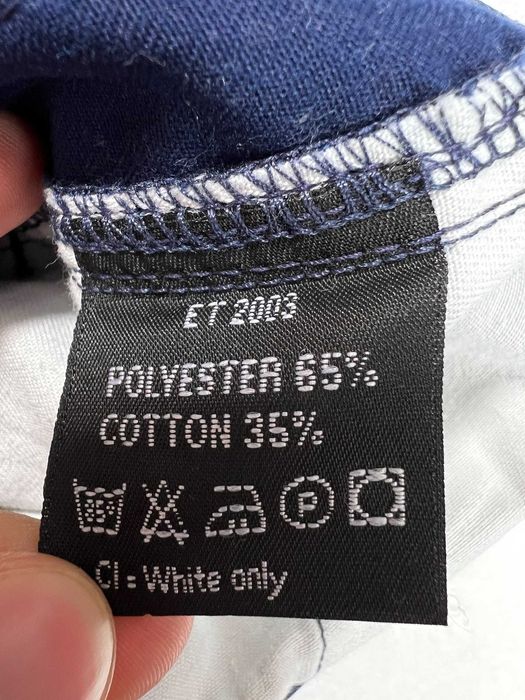 ET 2003
POLYESTER 65%
COTTON 35%
P
Cl = White only